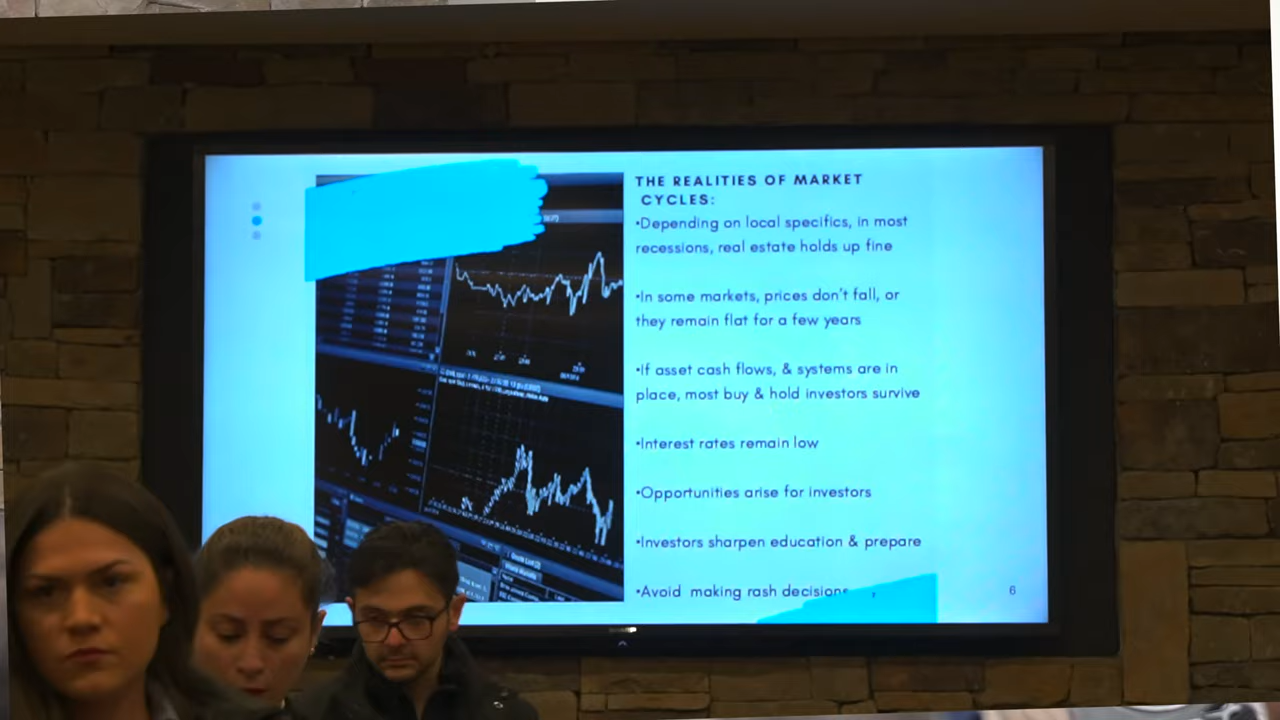 THE REALITIES OF MARKET
CYCLES:
•Depending on local specifics, in most
recessions, real estate holds up fine
•In some markets, prices don't fall, or
they remain flat for a few years
•If asset cash flows, & systems are in
place, most buy & hold investors survive
•Interest rates remain low
•Opportunities arise for investors
•Investors sharpen education & prepare
•Avoid making rash decisions
6